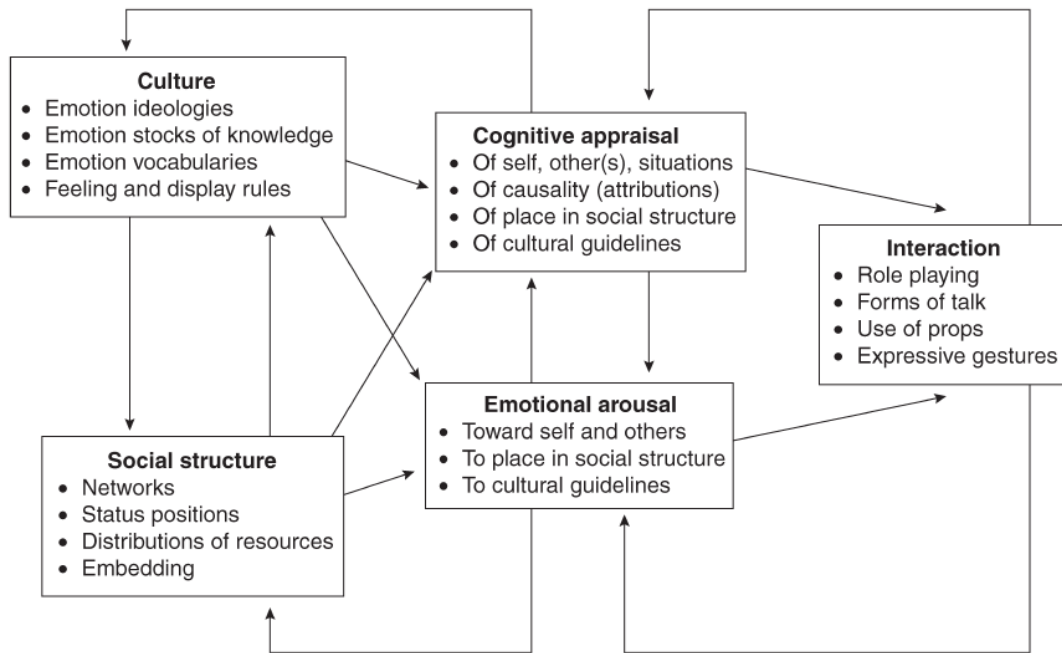 Culture
• Emotion ideologies
• Emotion stocks of knowledge
• Emotion vocabularies
• Feeling and display rules
Cognitive appraisal
• Of self, other(s), situations
• Of causality (attributions)
• Of place in social structure
• Of cultural guidelines
Interaction
• Role playing
• Forms of talk
• Use of props
• Expressive gestures
Emotional arousal
• Toward self and others
• To place in social structure
• To cultural guidelines
Social structure
• Networks
• Status positions
• Distributions of resources
• Embedding